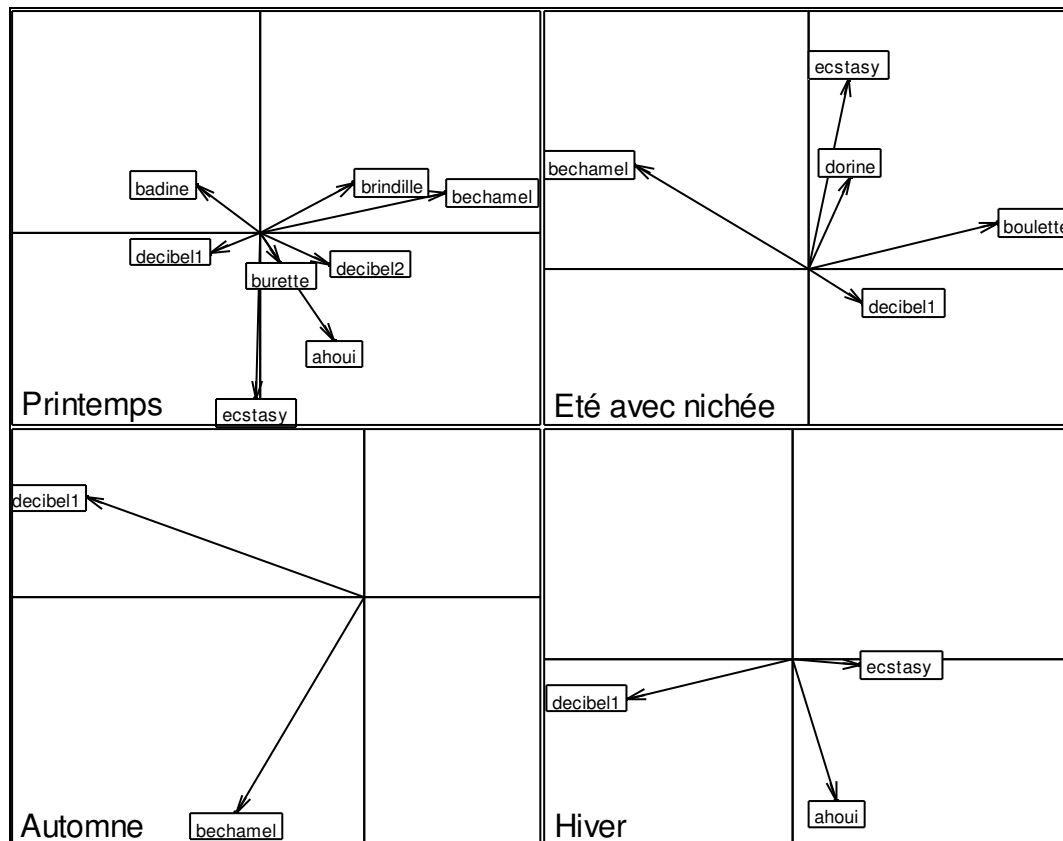 badine
brindille
bechamel
decibel1
burette
decibel2
ahoui
ecstasy
Printemps
ecstasy
bechamel
dorine
boulette
decibel1
Eté avec nichée
decibel1
bechamel
Automne
ecstasy
decibel1
ahoui
Hiver